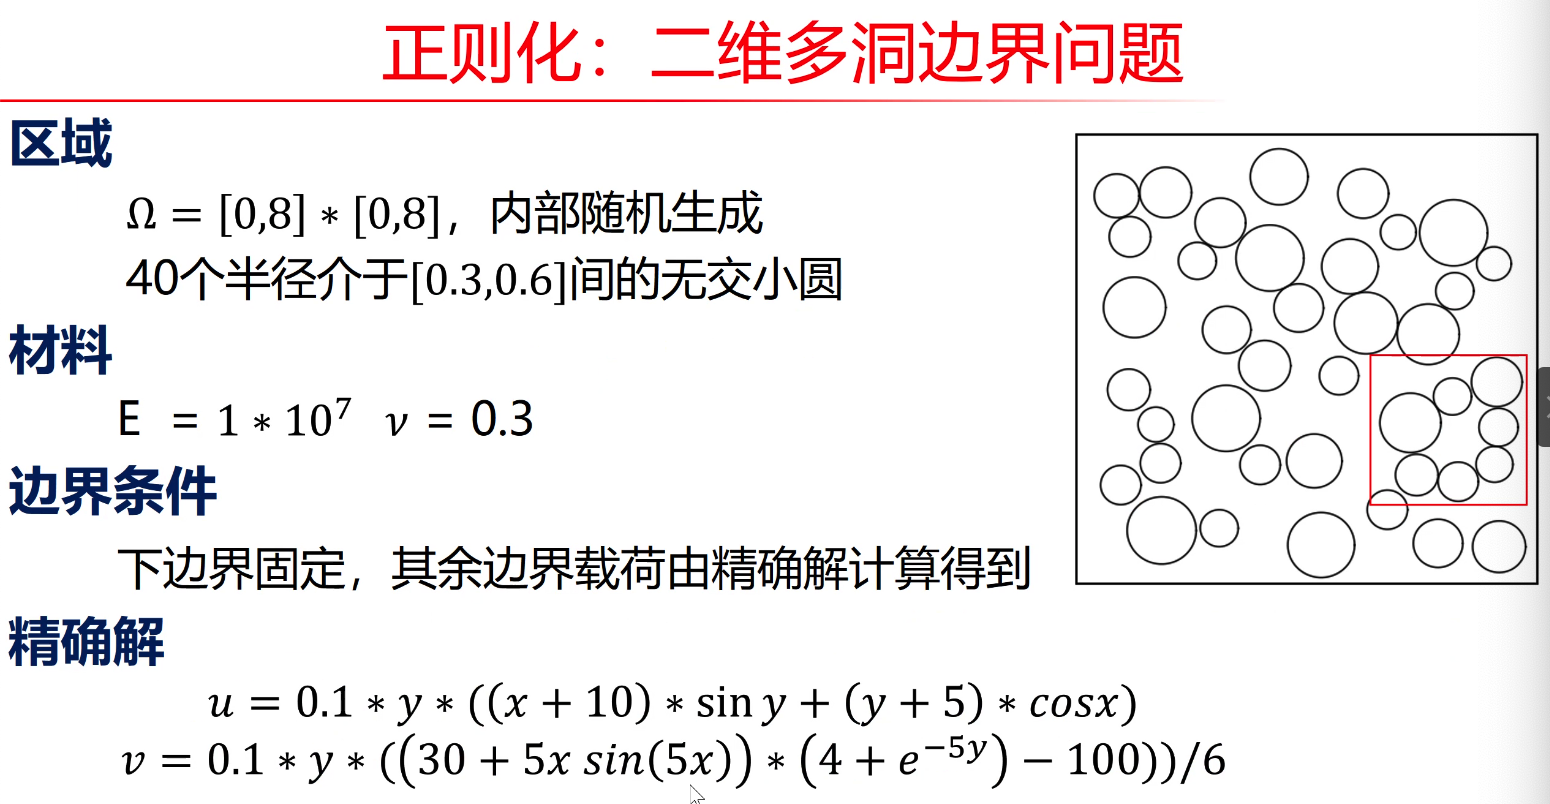 正则化：二维多洞边界问题
区域
Ω = [0,8] ∗ [0,8]，内部随机生成
40个半径介于[0.3,0.6]间的无交小圆
材料
E = 1 ∗ 10⁷ ν = 0.3
边界条件
下边界固定，其余边界载荷由精确解计算得到
精确解
u = 0.1 ∗ y ∗ ((x + 10) ∗ sin y + (y + 5) ∗ cosx)
v = 0.1 ∗ y ∗ ((30 + 5x sin(5x)) ∗ (4 + e⁻⁵ʸ) − 100))/6